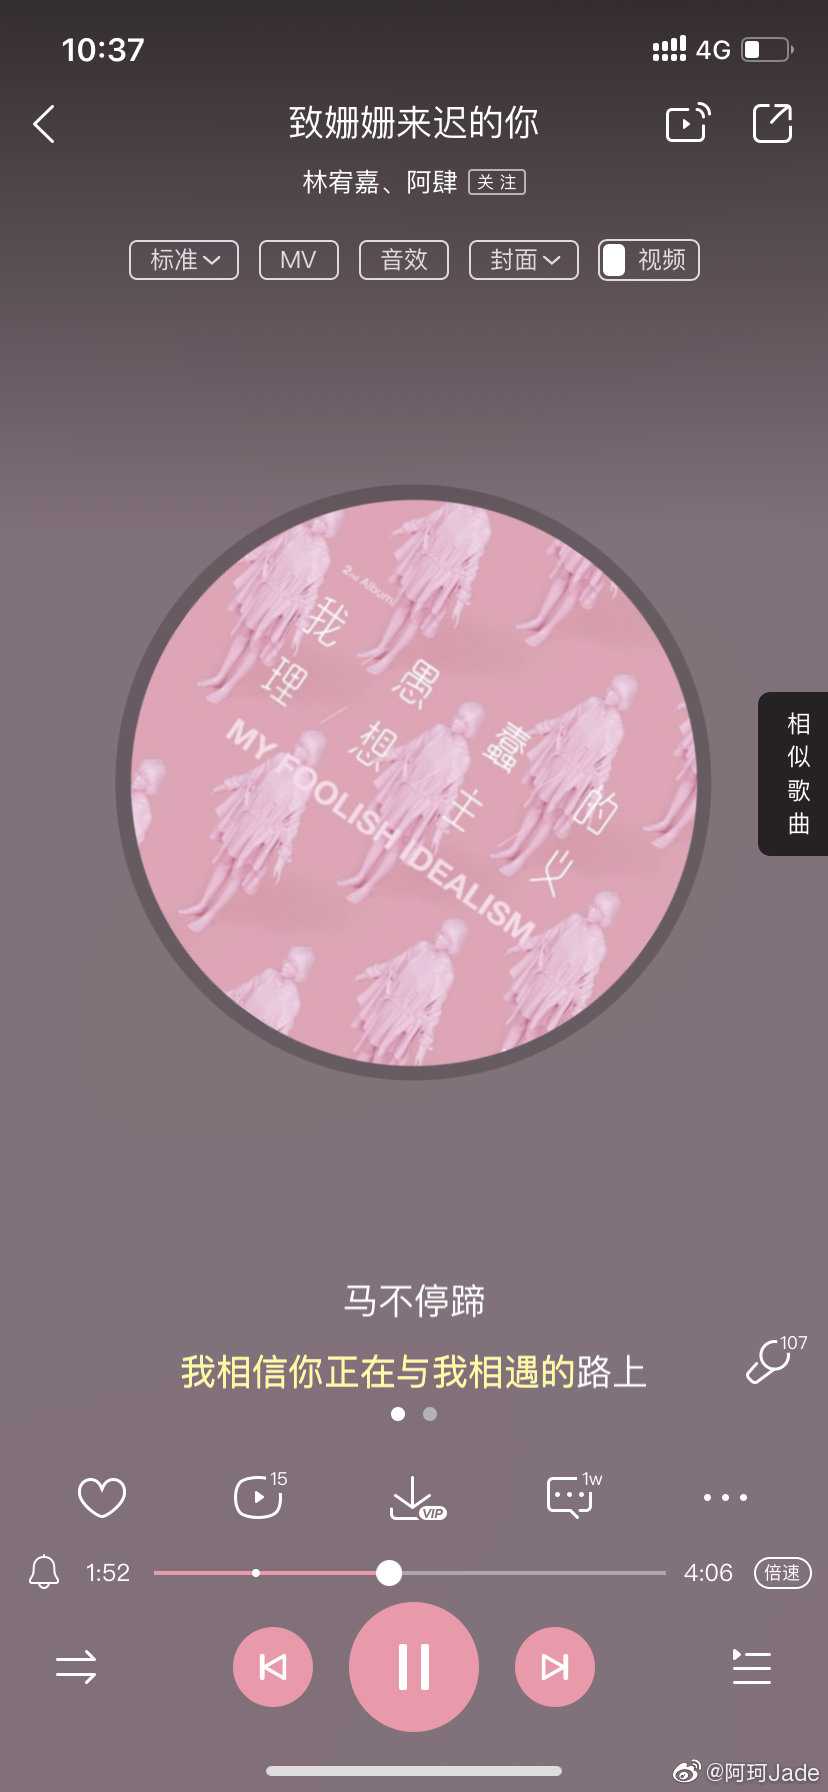 10:37
4G
致姗姗来迟的你
林宥嘉、阿肆 关注
标准 MV 音效 封面 视频
2nd Album
我愚蠢的
理想主义
MY FOOLISH IDEALISM
相似歌曲
马不停蹄
我相信你正在与我相遇的路上
107
15
VIP
1w
1:52
4:06
倍速
@阿珂Jade